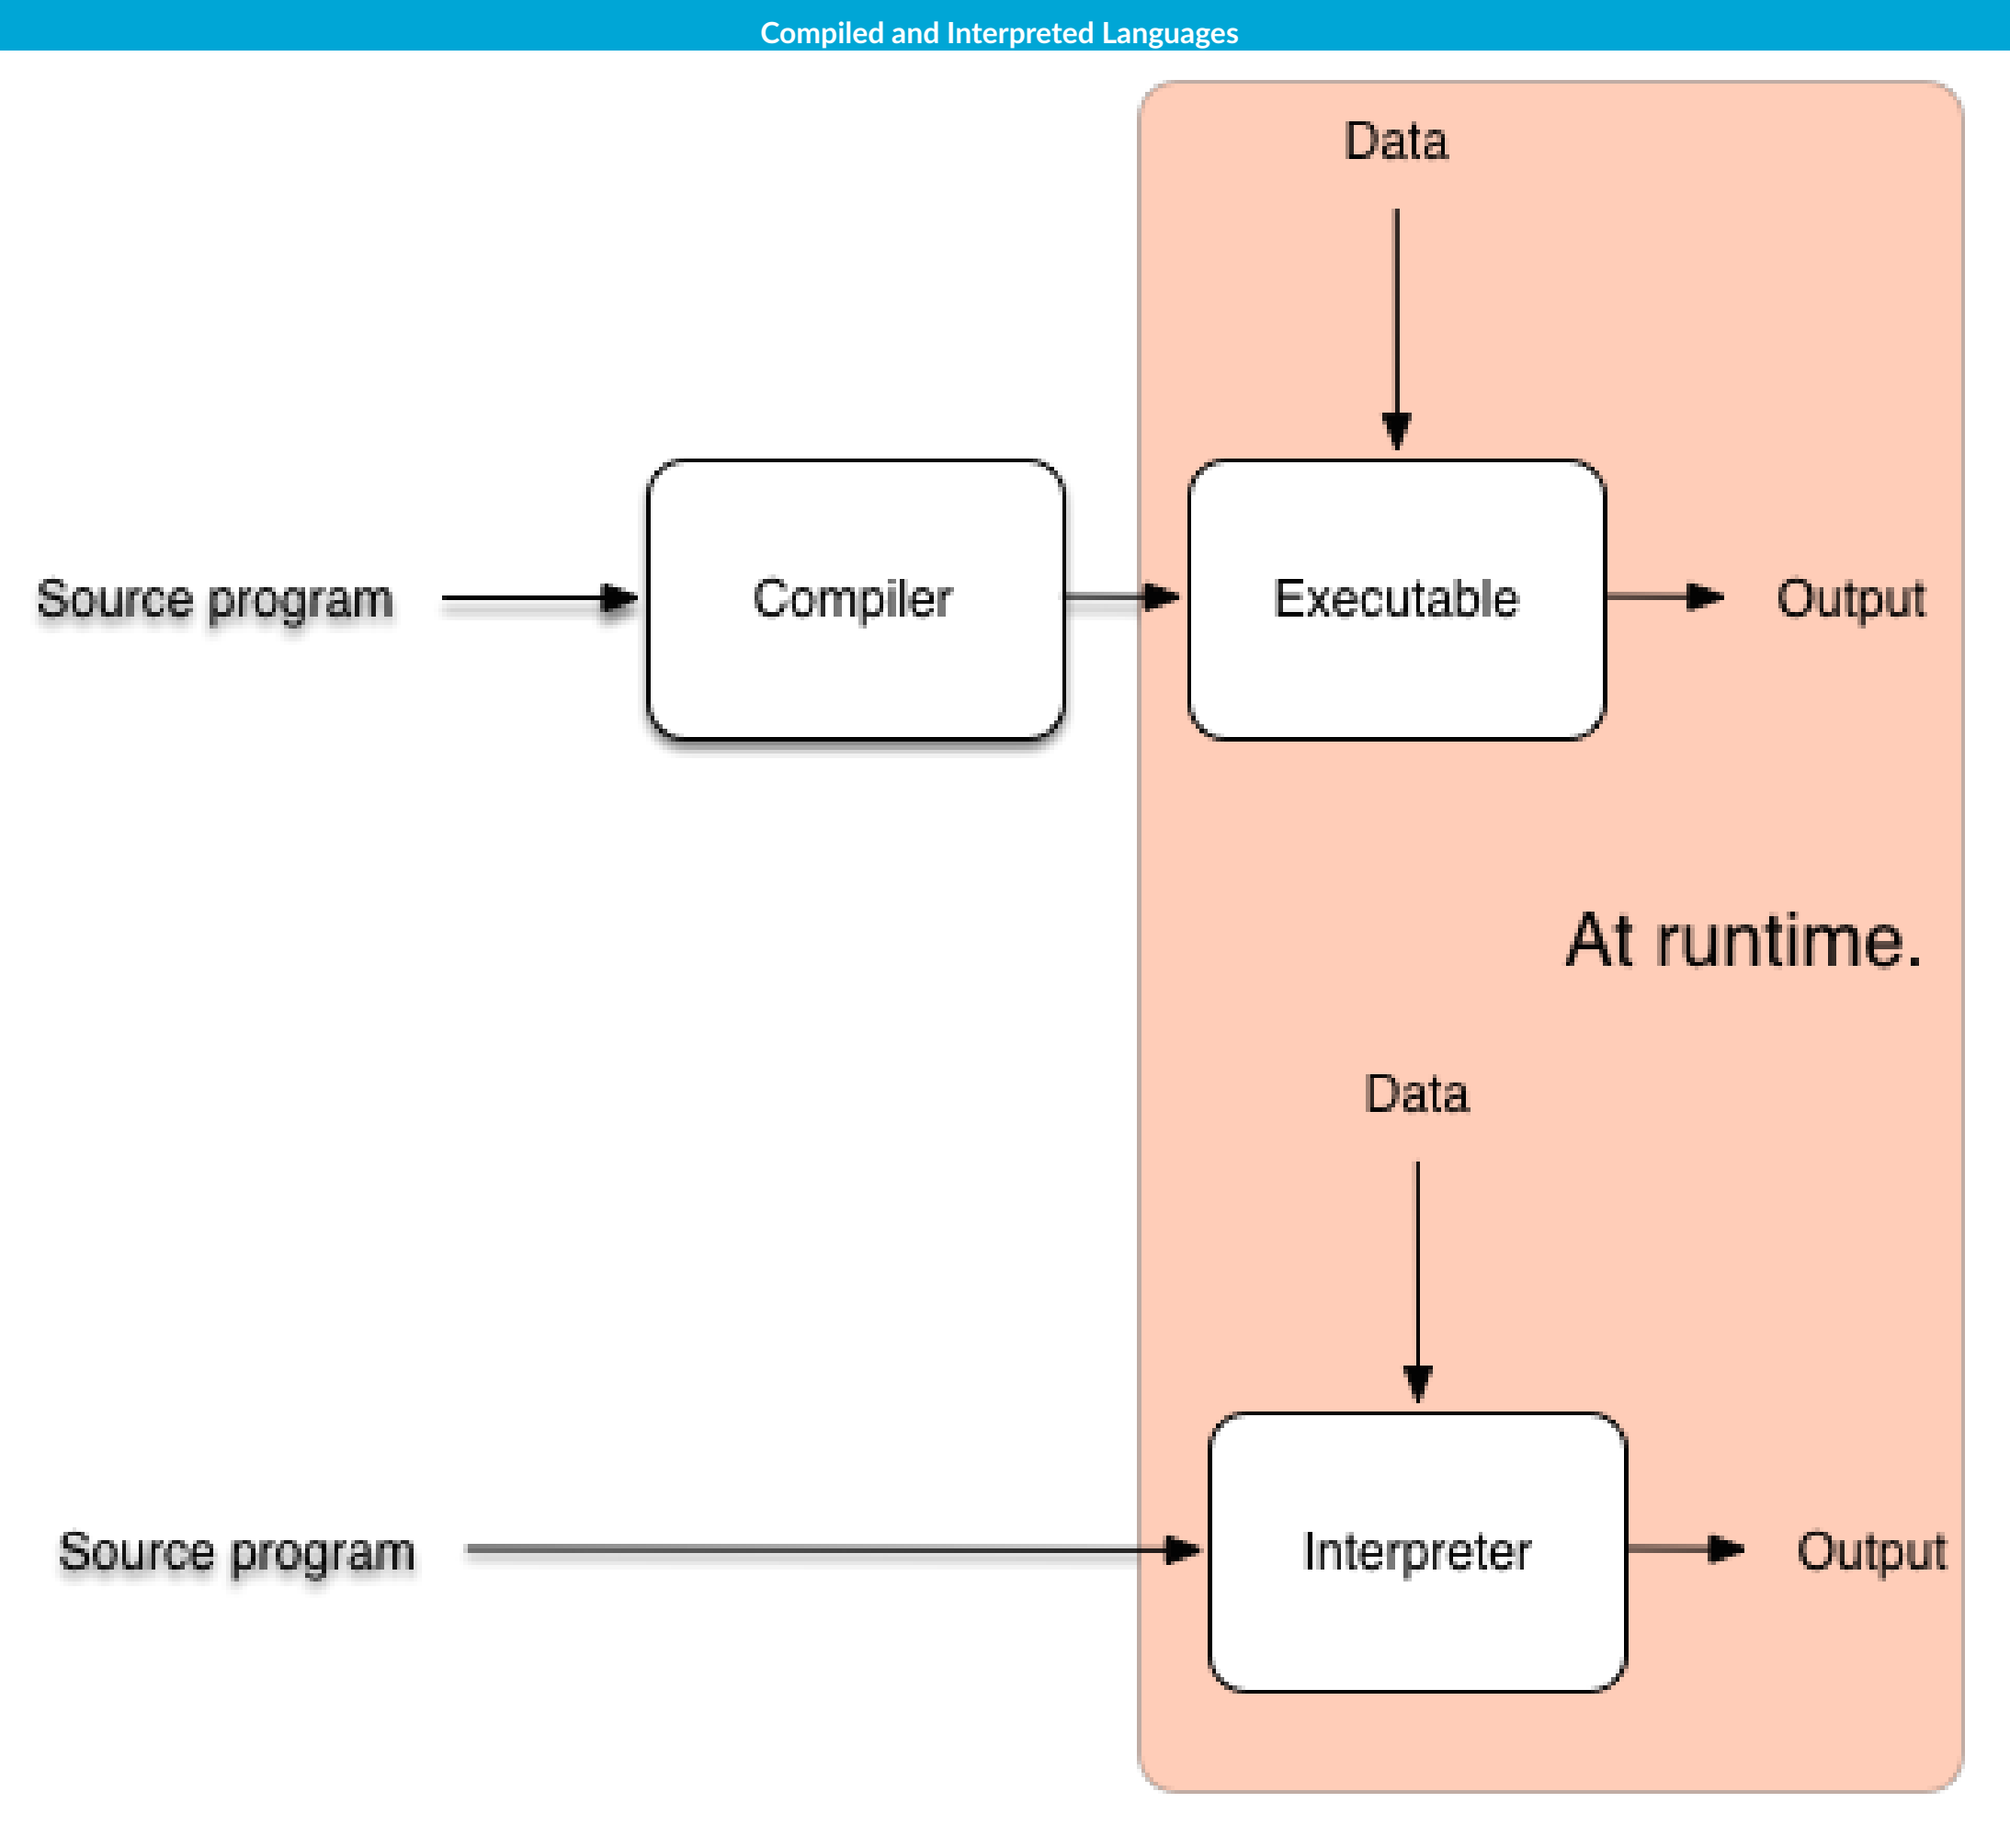 Compiled and Interpreted Languages
Data
Source program
Compiler
Executable
Output
At runtime.
Data
Source program
Interpreter
Output